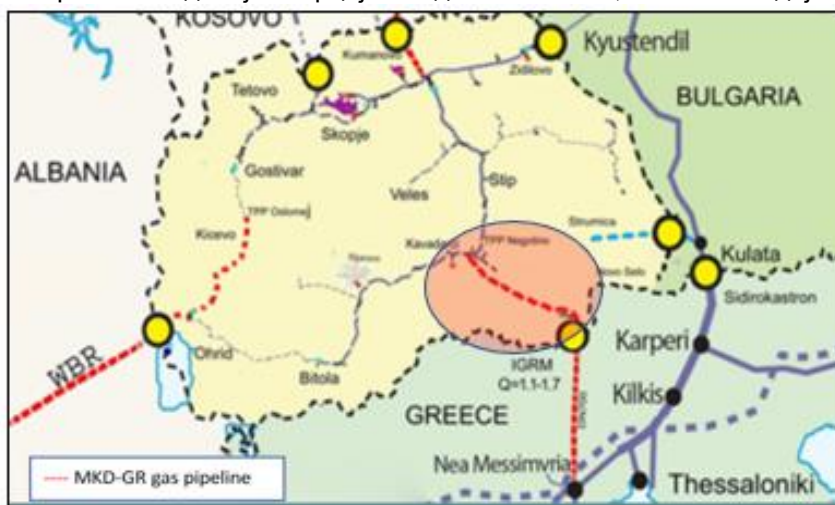 KOSOVO
Kumanovo
Kyustendil
Zidilovo
Tetovo
Skopje
BULGARIA
ALBANIA
Gostivar
Veles
Stip
TPP Oslomej
Kicevo
Strumica
Kavadarci
TPP Negotino
Novo Selo
Kulata
Sidirokastron
WBR
Ohrid
Bitola
IGRM
Q=1.1-1.7
Karperi
Kilkis
GREECE
Nea Messimvria
Thessaloniki
MKD-GR gas pipeline